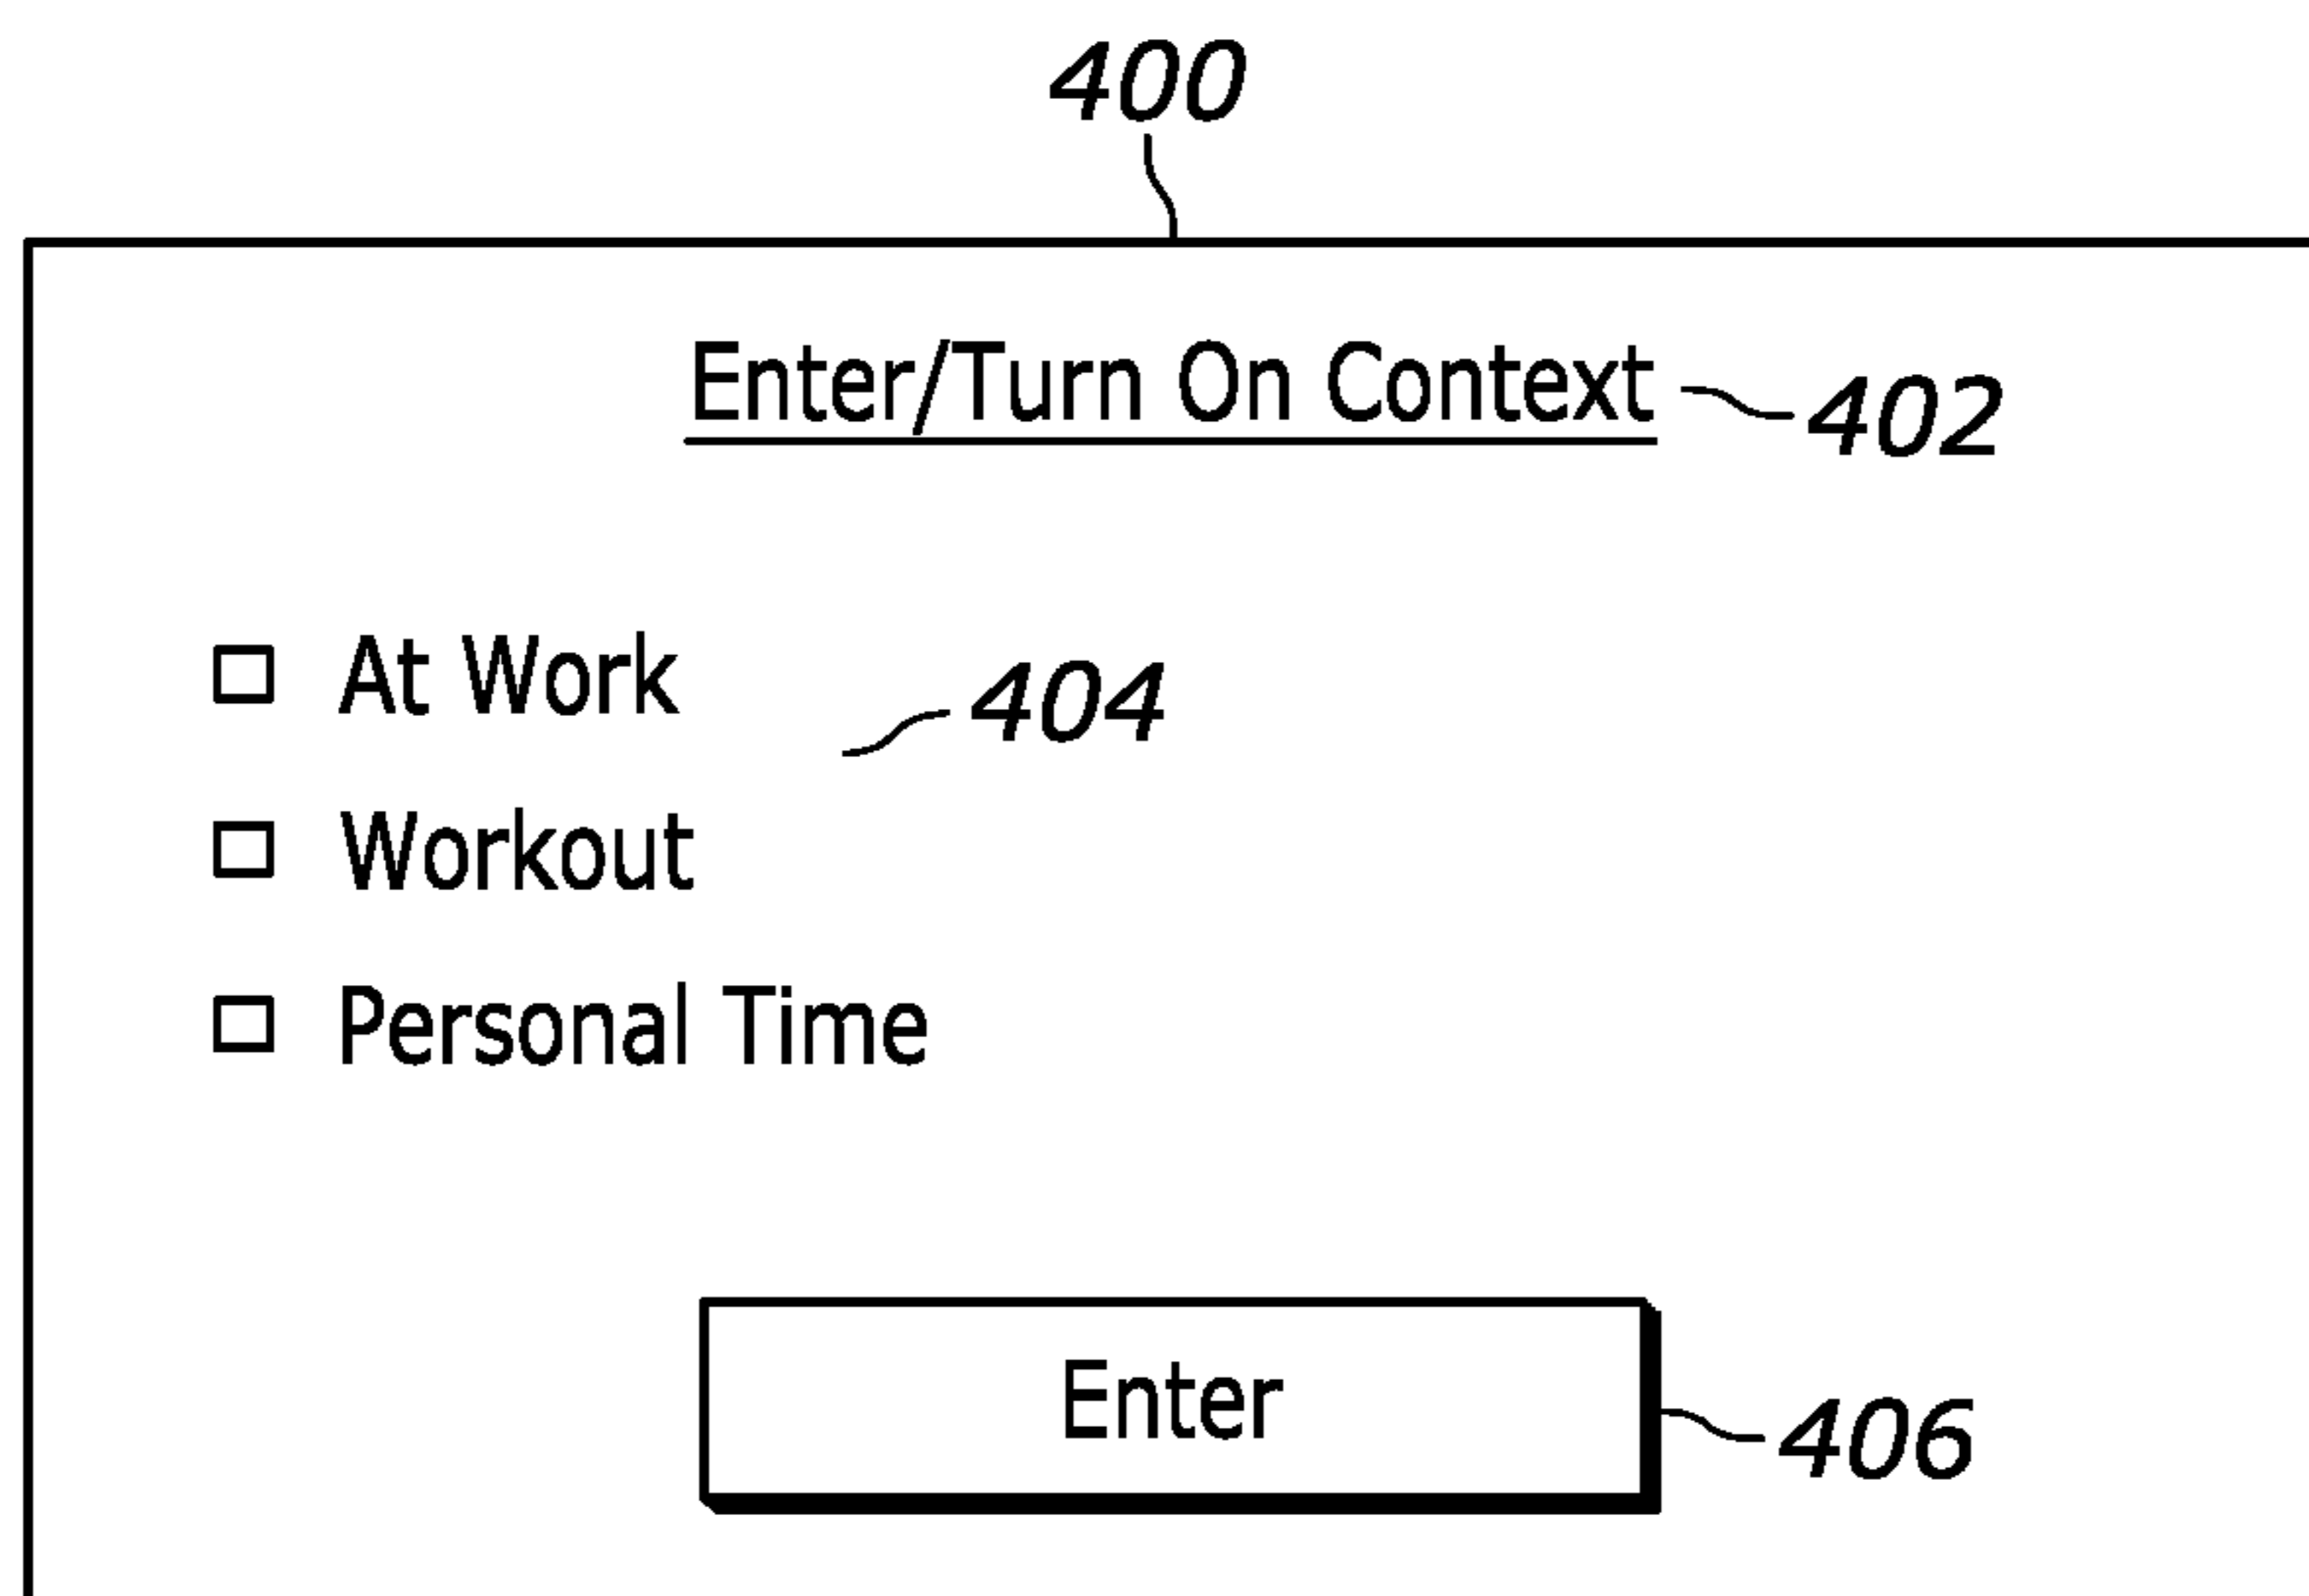 400
Enter/Turn On Context 402
At Work
404
Workout
Personal Time
Enter
406